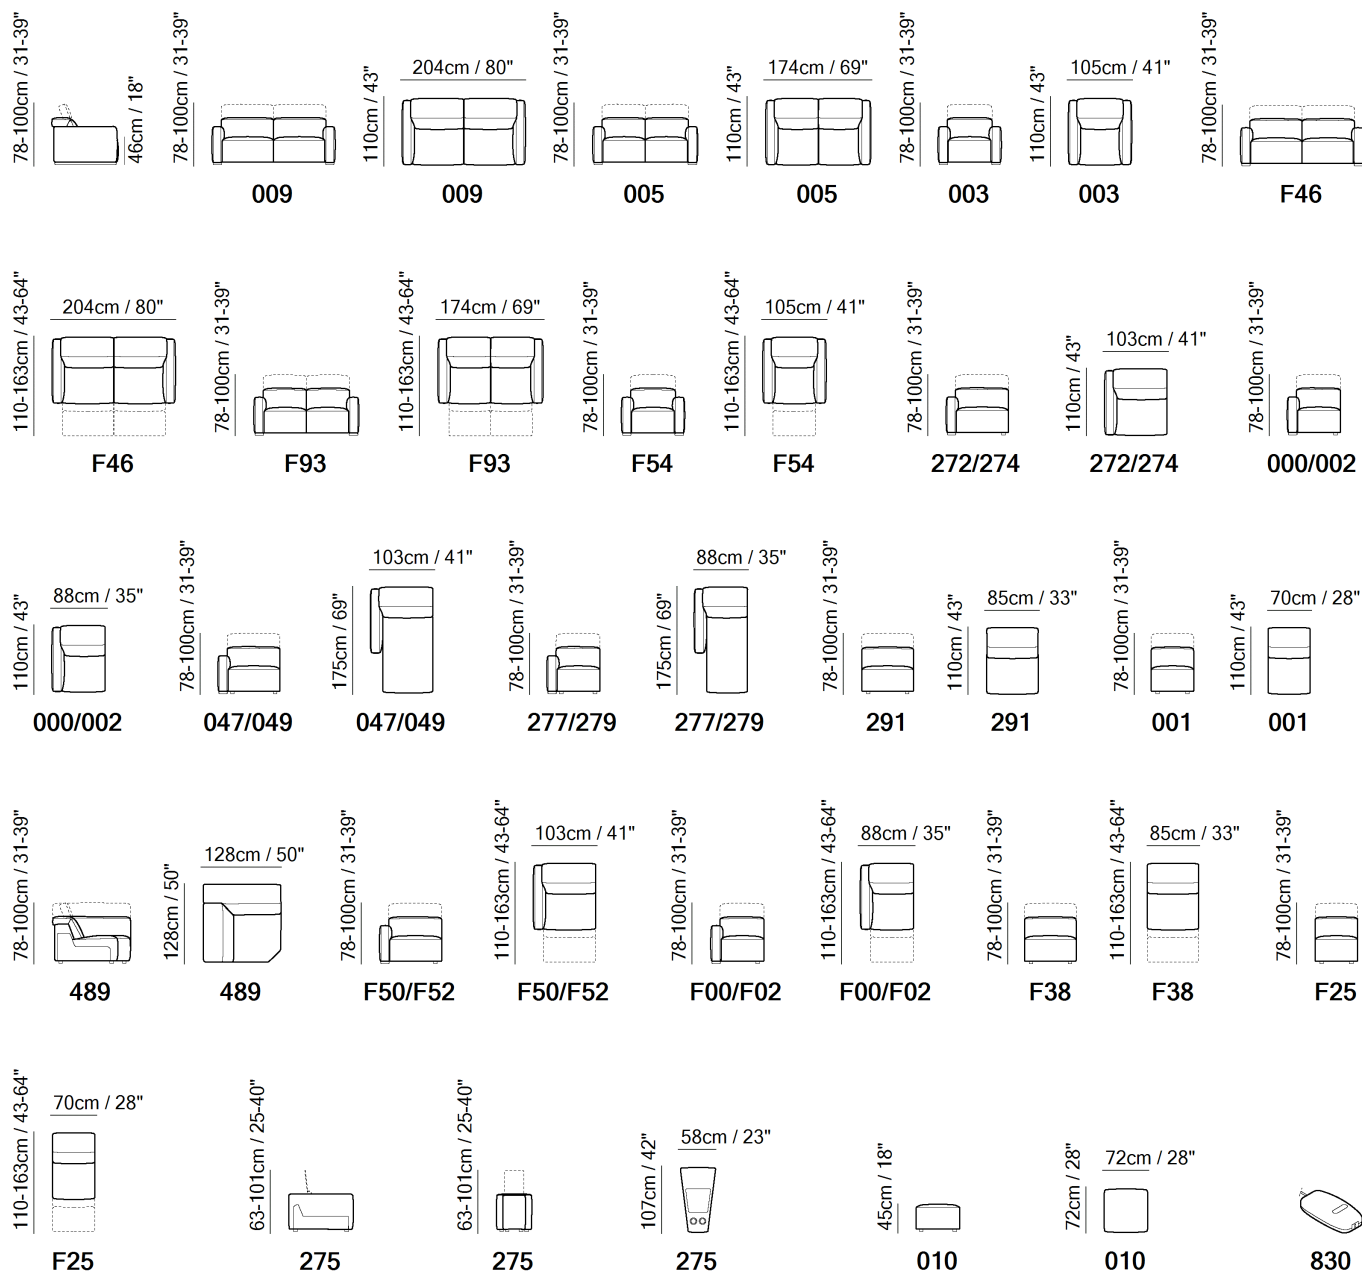 78-100cm / 31-39"
46cm / 18"
78-100cm / 31-39"
009
110cm / 43"
204cm / 80"
009
78-100cm / 31-39"
005
110cm / 43"
174cm / 69"
005
78-100cm / 31-39"
003
110cm / 43"
105cm / 41"
003
78-100cm / 31-39"
F46
110-163cm / 43-64"
204cm / 80"
F46
78-100cm / 31-39"
F93
110-163cm / 43-64"
174cm / 69"
F93
78-100cm / 31-39"
F54
110-163cm / 43-64"
105cm / 41"
F54
78-100cm / 31-39"
272/274
110cm / 43"
103cm / 41"
272/274
78-100cm / 31-39"
000/002
110cm / 43"
88cm / 35"
000/002
78-100cm / 31-39"
047/049
175cm / 69"
103cm / 41"
047/049
78-100cm / 31-39"
277/279
175cm / 69"
88cm / 35"
277/279
78-100cm / 31-39"
291
110cm / 43"
85cm / 33"
291
78-100cm / 31-39"
001
110cm / 43"
70cm / 28"
001
78-100cm / 31-39"
489
128cm / 50"
128cm / 50"
489
78-100cm / 31-39"
F50/F52
110-163cm / 43-64"
103cm / 41"
F50/F52
78-100cm / 31-39"
F00/F02
110-163cm / 43-64"
88cm / 35"
F00/F02
78-100cm / 31-39"
F38
110-163cm / 43-64"
85cm / 33"
F38
78-100cm / 31-39"
F25
110-163cm / 43-64"
70cm / 28"
F25
63-101cm / 25-40"
275
63-101cm / 25-40"
275
107cm / 42"
58cm / 23"
275
45cm / 18"
010
72cm / 28"
72cm / 28"
010
830